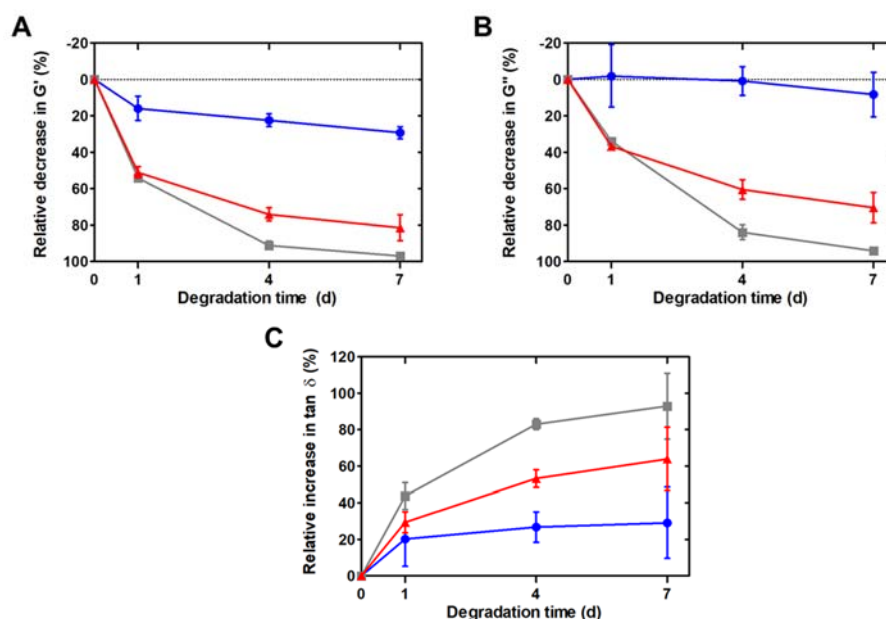 A
Relative decrease in G' (%)
-20
0
20
40
60
80
100
0 1 4 7
Degradation time (d)
B
Relative decrease in G'' (%)
-20
0
20
40
60
80
100
0 1 4 7
Degradation time (d)
C
Relative increase in tan δ (%)
120
100
80
60
40
20
0
0 1 4 7
Degradation time (d)